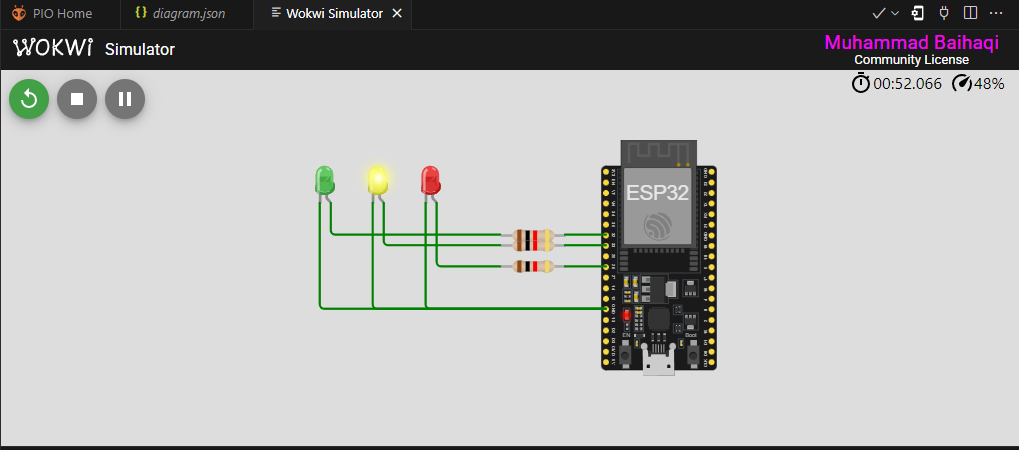 PIO Home
{} diagram.json
Wokwi Simulator
WOKWi Simulator
Muhammad Baihaqi
Community License
00:52.066 48%
ESP32
EN Boot